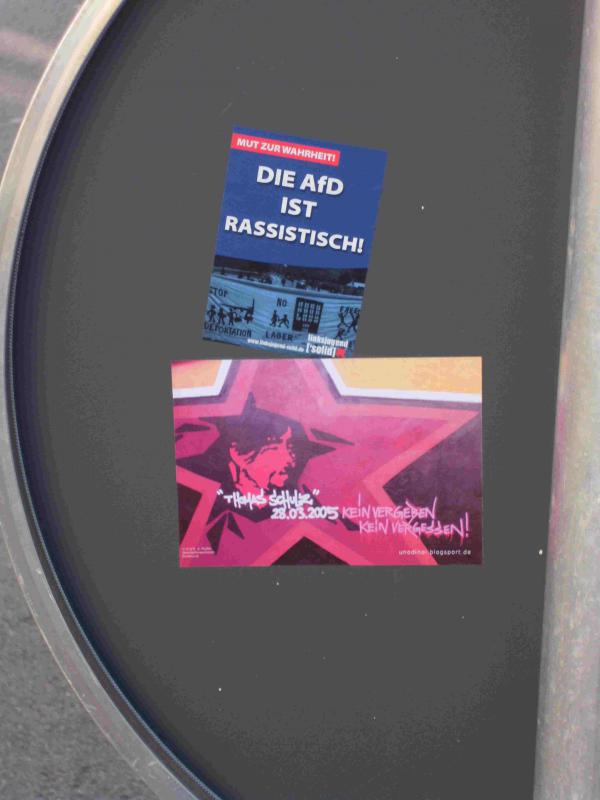 MUT ZUR WAHRHEIT!
DIE AfD
IST
RASSISTISCH!
STOP
DEPORTATION
NO
LAGER
linksjugend
['solid]
"THOMAS SCHULZ"
28.03.2005 KEIN VERGEBEN
KEIN VERGESSEN!
unodinoi.blogsport.de